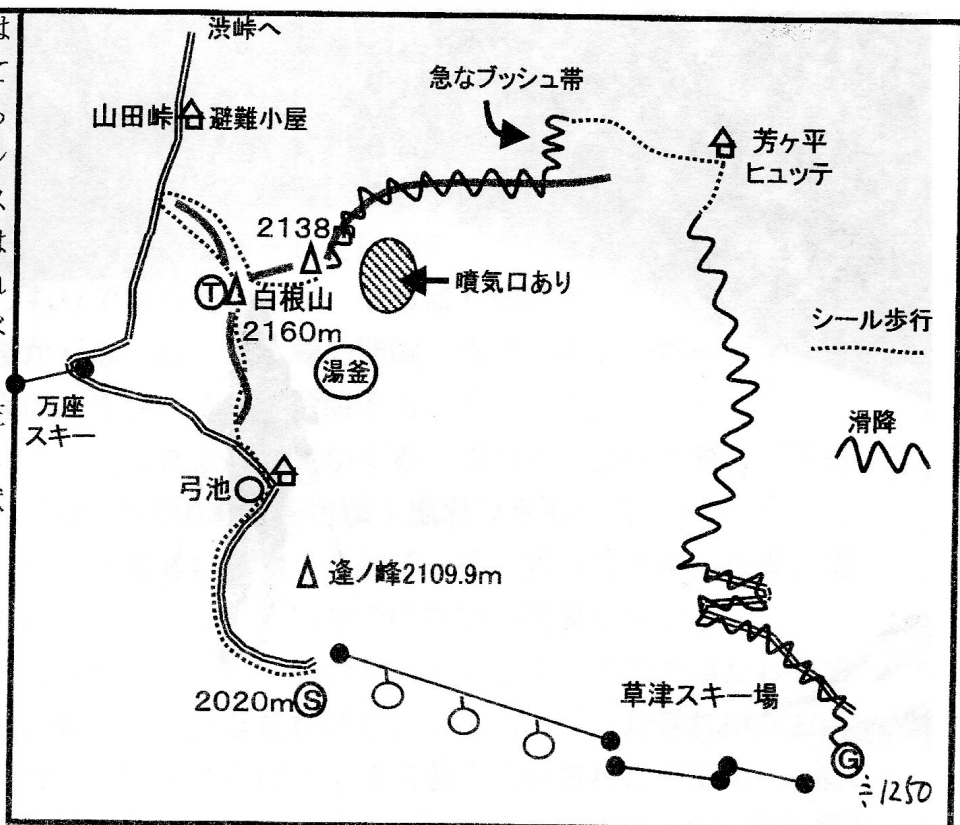 渋峠へ
急なブッシュ帯
山田峠
避難小屋
芳ヶ平
ヒュッテ
2138m
噴気口あり
T
白根山
2160m
湯釜
シール歩行
万座
スキー
滑降
弓池
逢ノ峰2109.9m
2020m
S
草津スキー場
G
≒1250